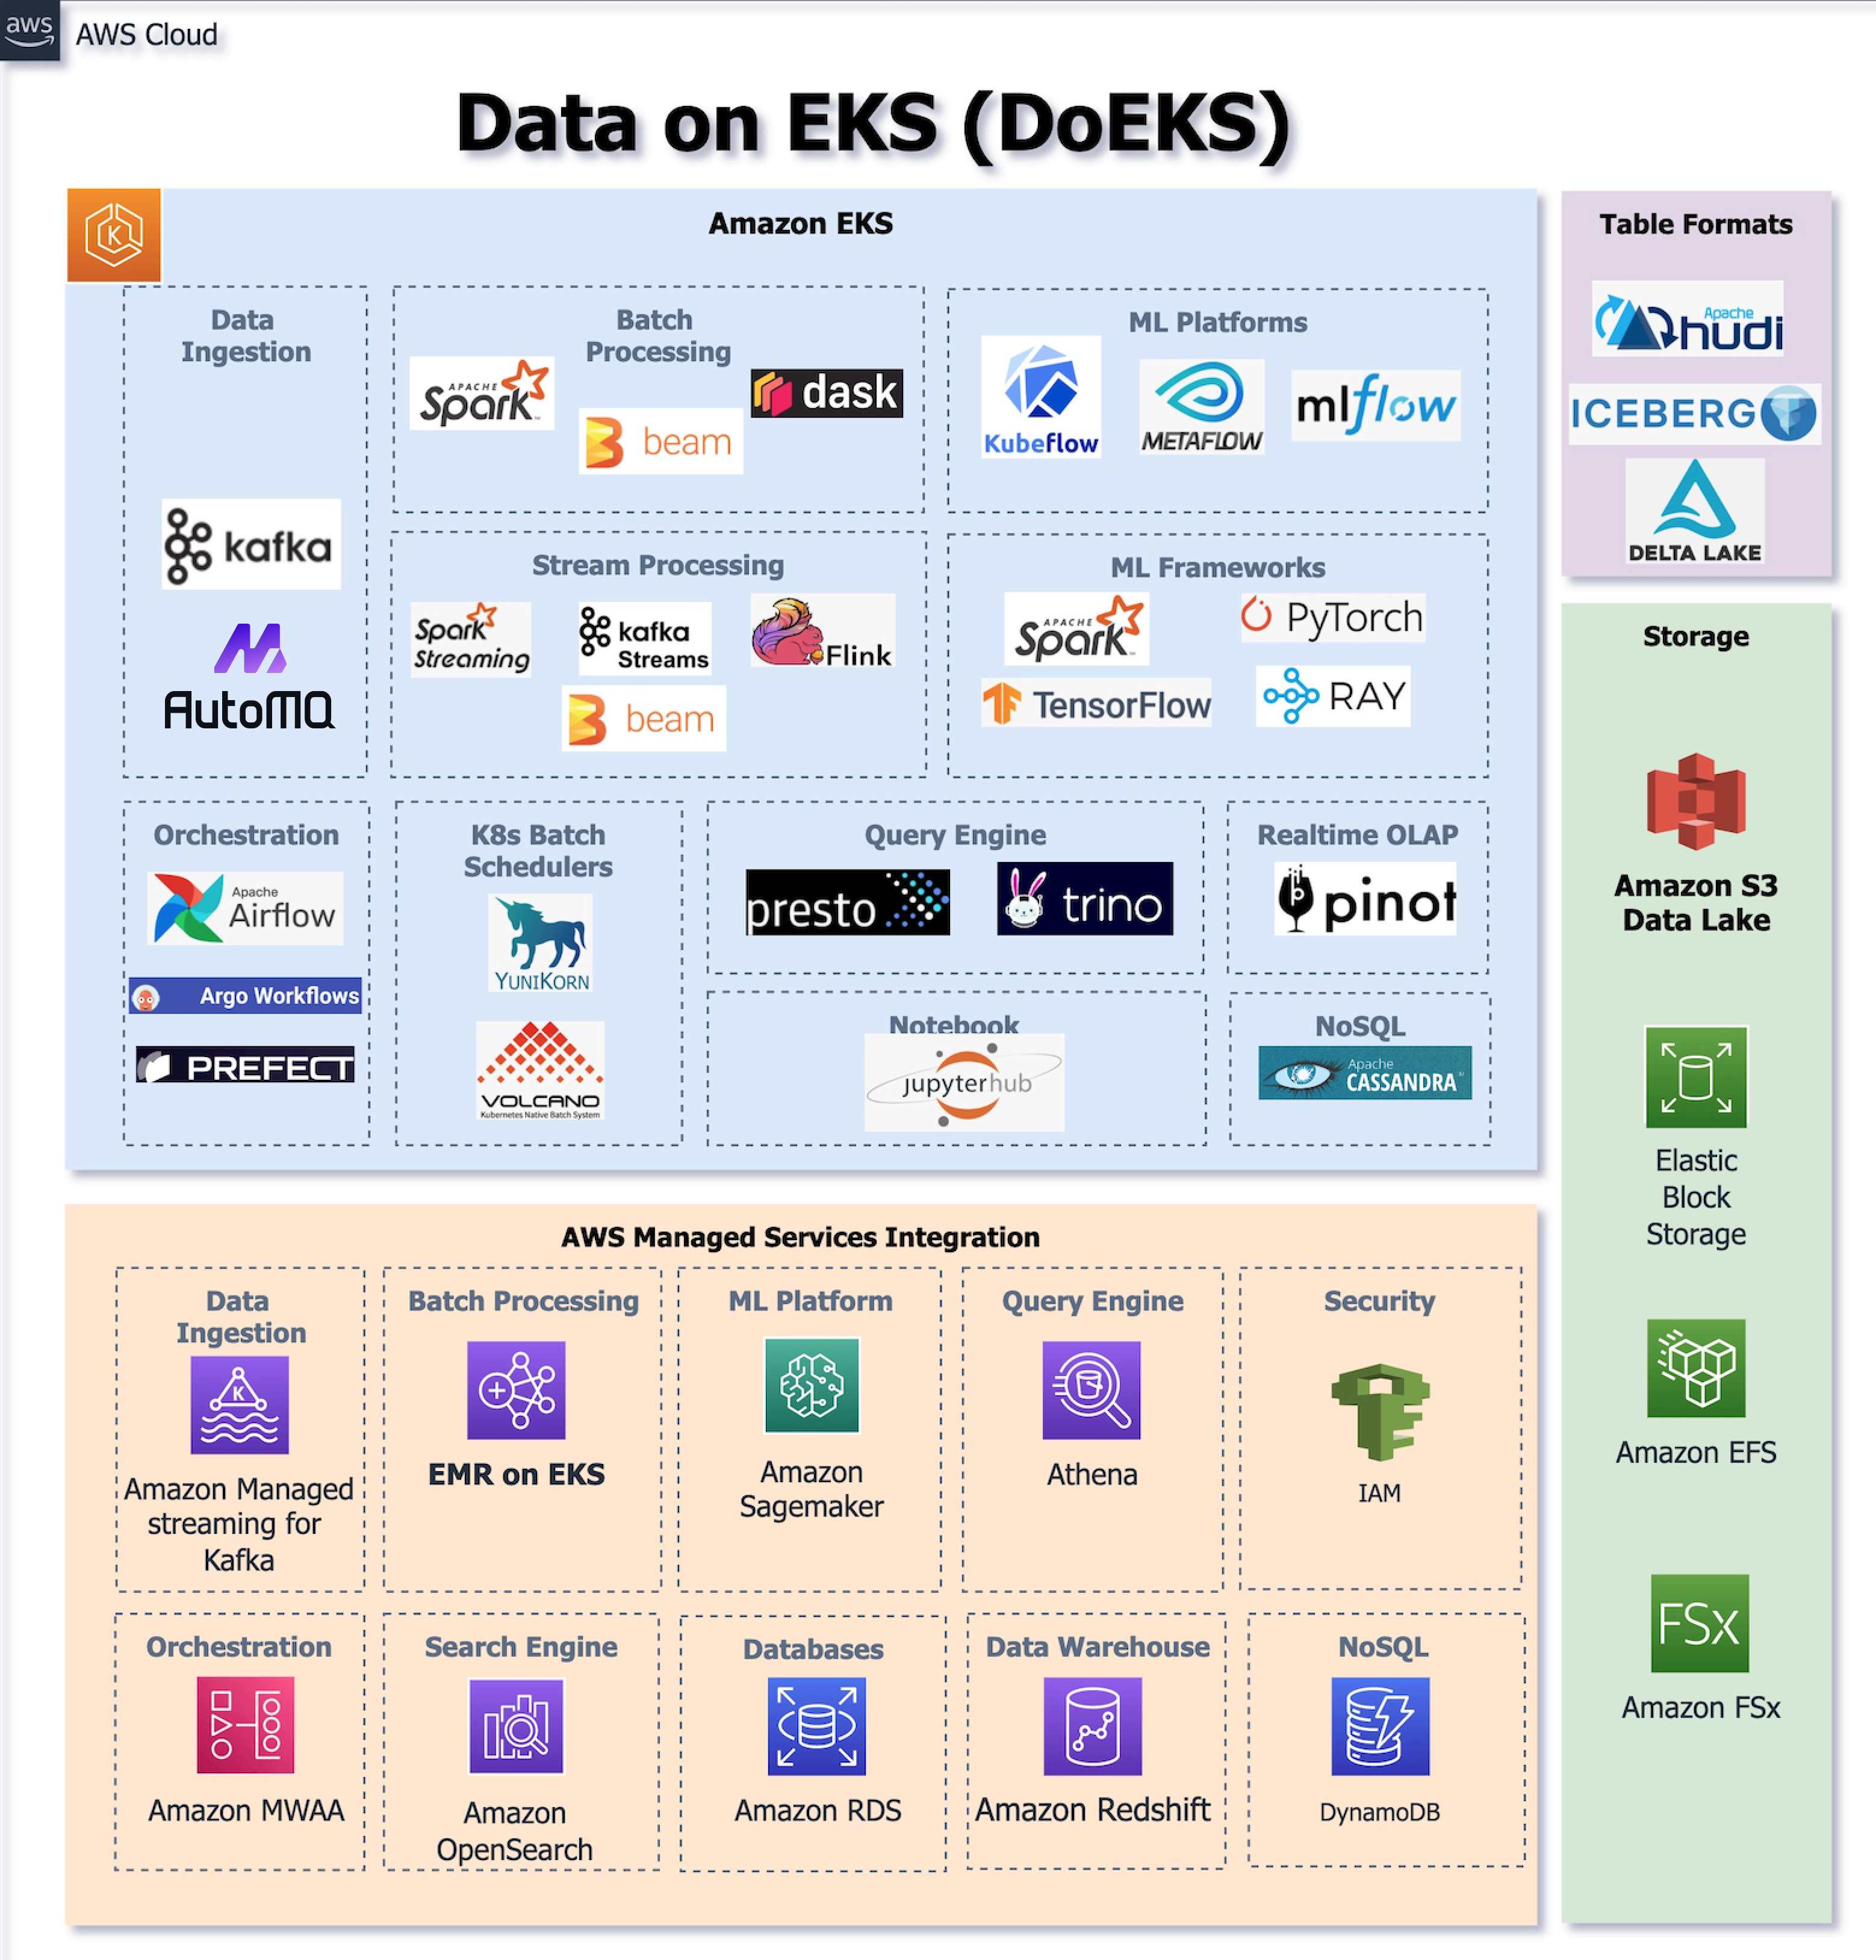 aws
AWS Cloud
Data on EKS (DoEKS)
Amazon EKS
K
Data
Ingestion
kafka
AutoMQ
Batch
Processing
APACHE
Spark
beam
dask
ML Platforms
Kubeflow
METAFLOW
mlflow
Stream Processing
Spark
Streaming
kafka
Streams
Flink
beam
ML Frameworks
APACHE
Spark
PyTorch
TensorFlow
RAY
Orchestration
Apache
Airflow
Argo Workflows
PREFECT
K8s Batch
Schedulers
YUNIKORN
VOLCANO
Kubernetes Native Batch System
Query Engine
presto
trino
Realtime OLAP
pinot
Notebook
jupyterhub
NoSQL
Apache
CASSANDRA
Table Formats
Apache
hudi
ICEBERG
DELTA LAKE
Storage
Amazon S3
Data Lake
Elastic
Block
Storage
Amazon EFS
FSx
Amazon FSx
AWS Managed Services Integration
Data
Ingestion
K
Amazon Managed
streaming for
Kafka
Batch Processing
EMR on EKS
ML Platform
Amazon
Sagemaker
Query Engine
Athena
Security
IAM
Orchestration
Amazon MWAA
Search Engine
Amazon
OpenSearch
Databases
Amazon RDS
Data Warehouse
Amazon Redshift
NoSQL
DynamoDB